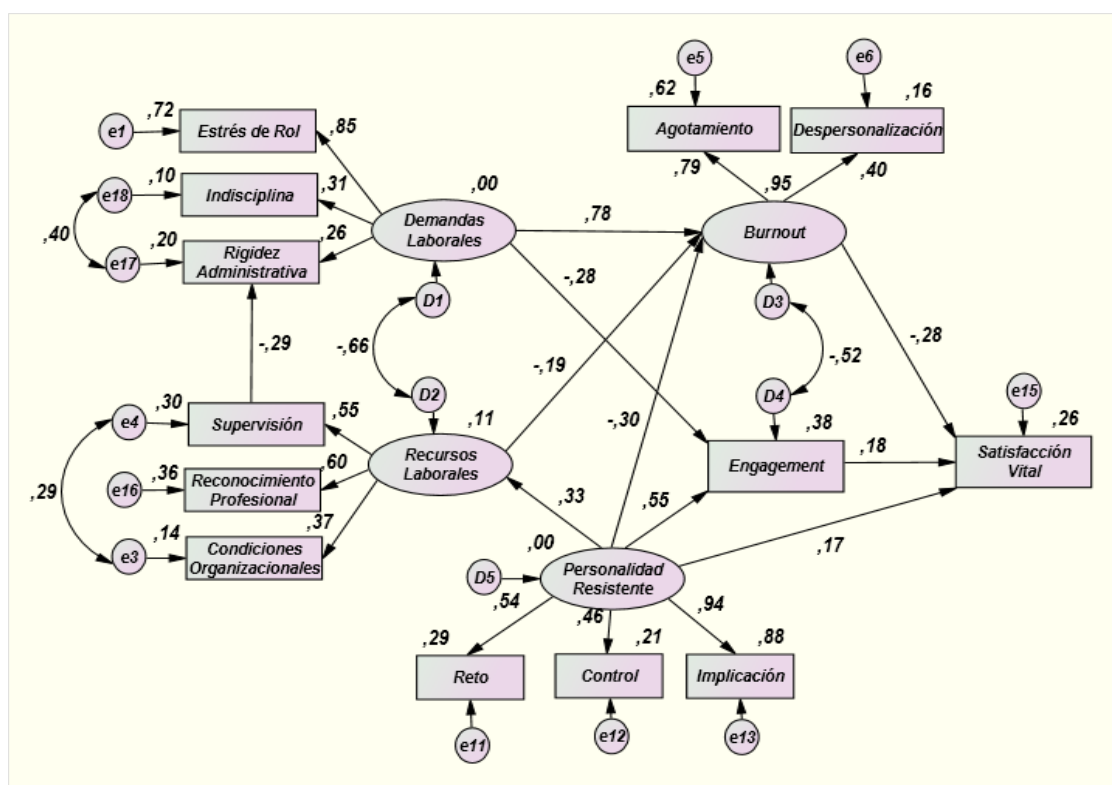 e5
e6
,62
,16
Agotamiento
Despersonalización
,72
e1
Estrés de Rol
,85
,79
,95
,40
e18
,10
Indisciplina
,31
,00
,40
Demandas
Laborales
,78
Burnout
e17
,20
Rigidez
Administrativa
,26
-,28
D1
D3
-,29
-,66
-,19
-,52
-,28
D2
D4
e15
e4
,30
Supervisión
,55
,11
-,30
,38
,26
Recursos
Laborales
Engagement
,18
Satisfacción
Vital
,29
e16
,36
Reconocimiento
Profesional
,60
,33
,55
e3
,14
Condiciones
Organizacionales
,37
,00
,17
D5
Personalidad
Resistente
,54
,46
,94
,29
,21
,88
Reto
Control
Implicación
e11
e12
e13